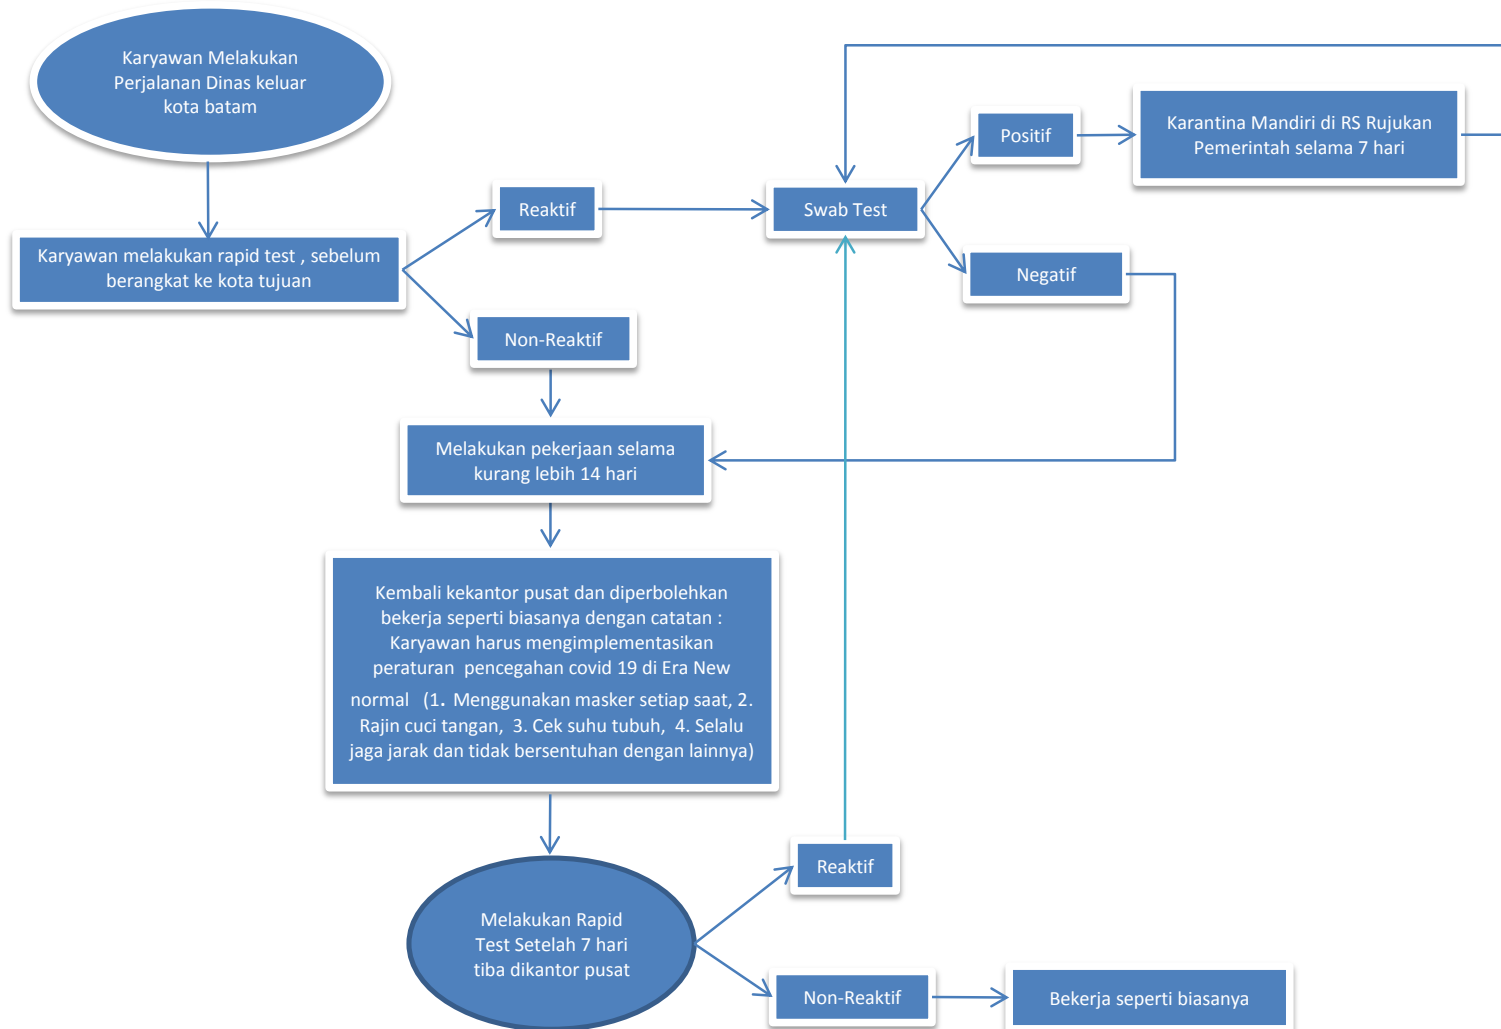 Karyawan Melakukan
Perjalanan Dinas keluar
kota batam
Karyawan melakukan rapid test , sebelum
berangkat ke kota tujuan
Reaktif
Non-Reaktif
Swab Test
Positif
Karantina Mandiri di RS Rujukan
Pemerintah selama 7 hari
Negatif
Melakukan pekerjaan selama
kurang lebih 14 hari
Kembali kekantor pusat dan diperbolehkan
bekerja seperti biasanya dengan catatan :
Karyawan harus mengimplementasikan
peraturan pencegahan covid 19 di Era New
normal (1. Menggunakan masker setiap saat, 2.
Rajin cuci tangan, 3. Cek suhu tubuh, 4. Selalu
jaga jarak dan tidak bersentuhan dengan lainnya)
Melakukan Rapid
Test Setelah 7 hari
tiba dikantor pusat
Reaktif
Non-Reaktif
Bekerja seperti biasanya